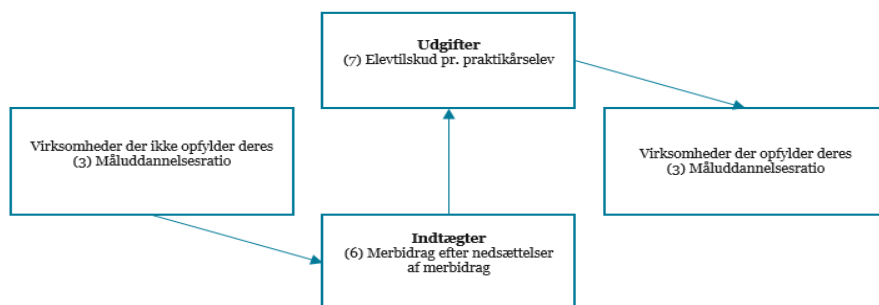 Udgifter
(7) Elevtilskud pr. praktikårselev
Virksomheder der ikke opfylder deres
(3) Måluddannelsesratio
Virksomheder der opfylder deres
(3) Måluddannelsesratio
Indtægter
(6) Merbidrag efter nedsættelser
af merbidrag